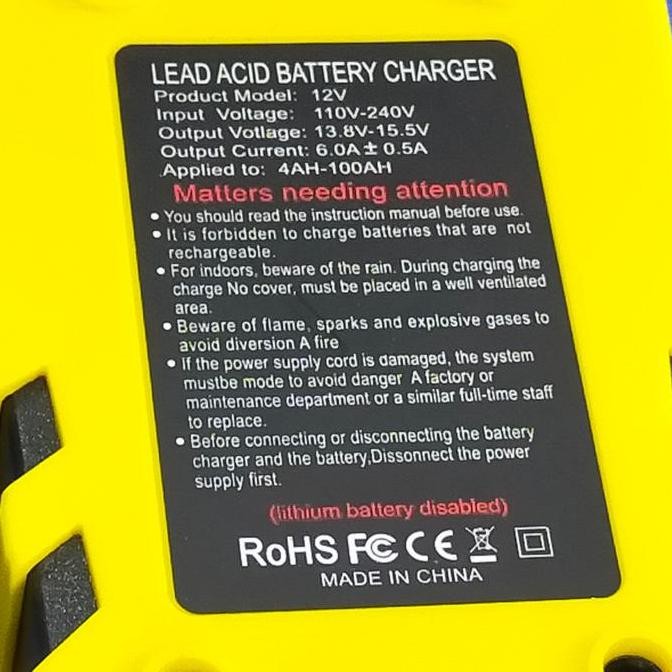 LEAD ACID BATTERY CHARGER
Product Model: 12V
Input Voltage: 110V-240V
Output Votlage: 13.8V-15.5V
Output Current: 6.0A±0.5A
Applied to: 4AH-100AH
Matters needing attention
• You should read the instruction manual before use.
• It is forbidden to charge batteries that are not
rechargeable.
• For indoors, beware of the rain. During charging the
charge No cover, must be placed in a well ventilated
area.
• Beware of flame, sparks and explosive gases to
avoid diversion A fire
• If the power supply cord is damaged, the system
mustbe mode to avoid danger A factory or
maintenance department or a similar full-time staff
to replace.
• Before connecting or disconnecting the battery
charger and the battery,Dissonnect the power
supply first.
(lithium battery disabled)
RoHS FC CE
MADE IN CHINA